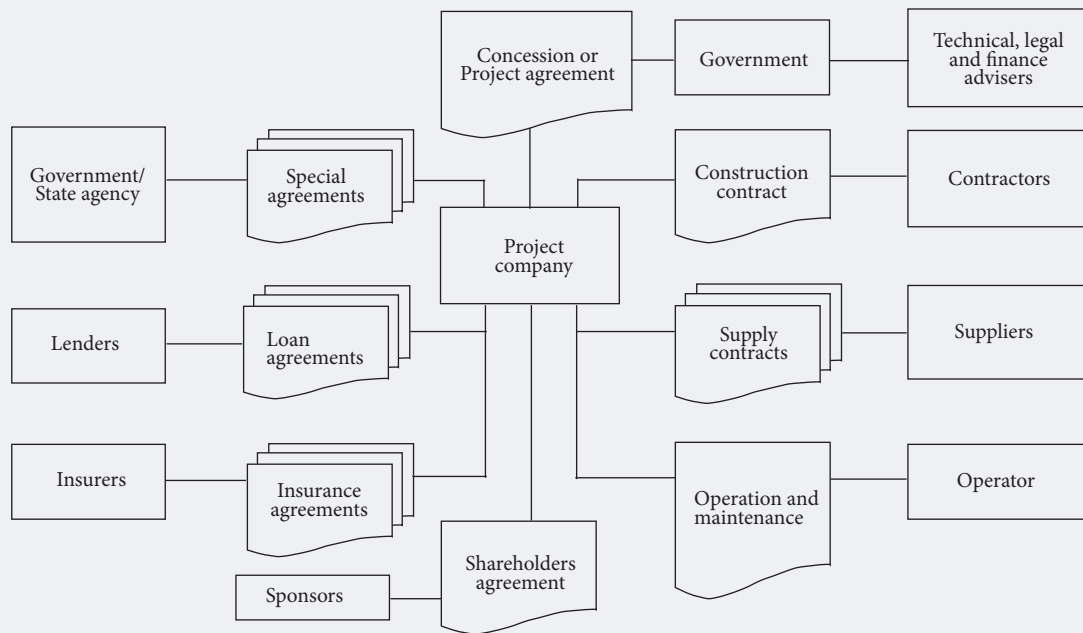 Concession or
Project agreement
Government
Technical, legal
and finance
advisers
Government/
State agency
Special
agreements
Construction
contract
Contractors
Project
company
Lenders
Loan
agreements
Supply
contracts
Suppliers
Insurers
Insurance
agreements
Operation and
maintenance
Operator
Shareholders
agreement
Sponsors